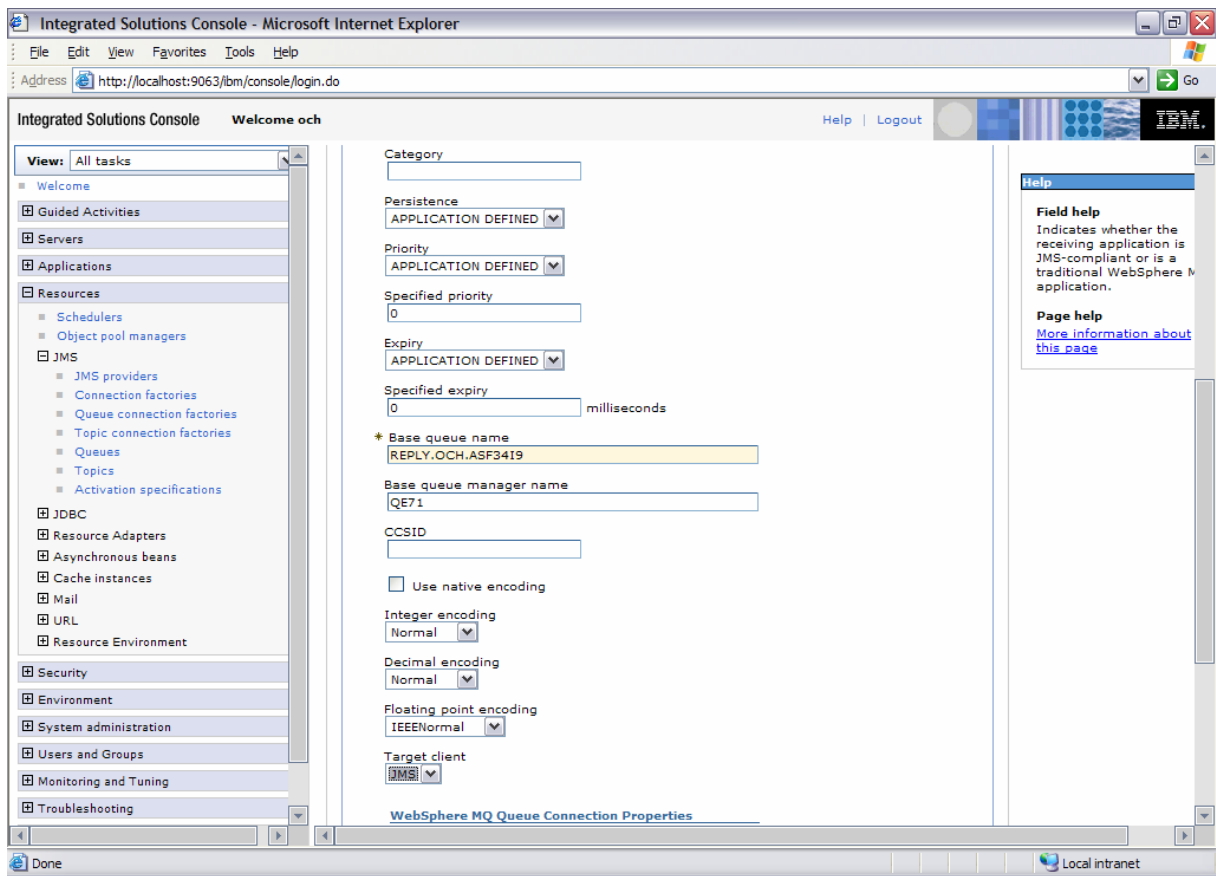 Integrated Solutions Console - Microsoft Internet Explorer
File Edit View Favorites Tools Help
Address http://localhost:9063/ibm/console/login.do Go
Integrated Solutions Console Welcome och Help | Logout IBM.
View: All tasks
Welcome
Guided Activities
Servers
Applications
Resources
Schedulers
Object pool managers
JMS
JMS providers
Connection factories
Queue connection factories
Topic connection factories
Queues
Topics
Activation specifications
JDBC
Resource Adapters
Asynchronous beans
Cache instances
Mail
URL
Resource Environment
Security
Environment
System administration
Users and Groups
Monitoring and Tuning
Troubleshooting
Category
Persistence
APPLICATION DEFINED
Priority
APPLICATION DEFINED
Specified priority
0
Expiry
APPLICATION DEFINED
Specified expiry
0 milliseconds
* Base queue name
REPLY.OCH.ASF34I9
Base queue manager name
QE71
CCSID
Use native encoding
Integer encoding
Normal
Decimal encoding
Normal
Floating point encoding
IEEENormal
Target client
JMS
WebSphere MQ Queue Connection Properties
Help
Field help
Indicates whether the
receiving application is
JMS-compliant or is a
traditional WebSphere M
application.
Page help
More information about
this page
Done
Local intranet